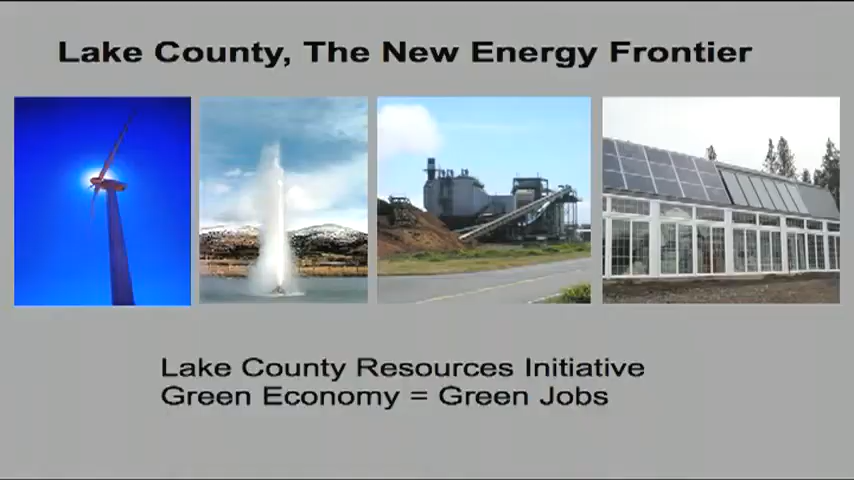 Lake County, The New Energy Frontier
Lake County Resources Initiative
Green Economy = Green Jobs